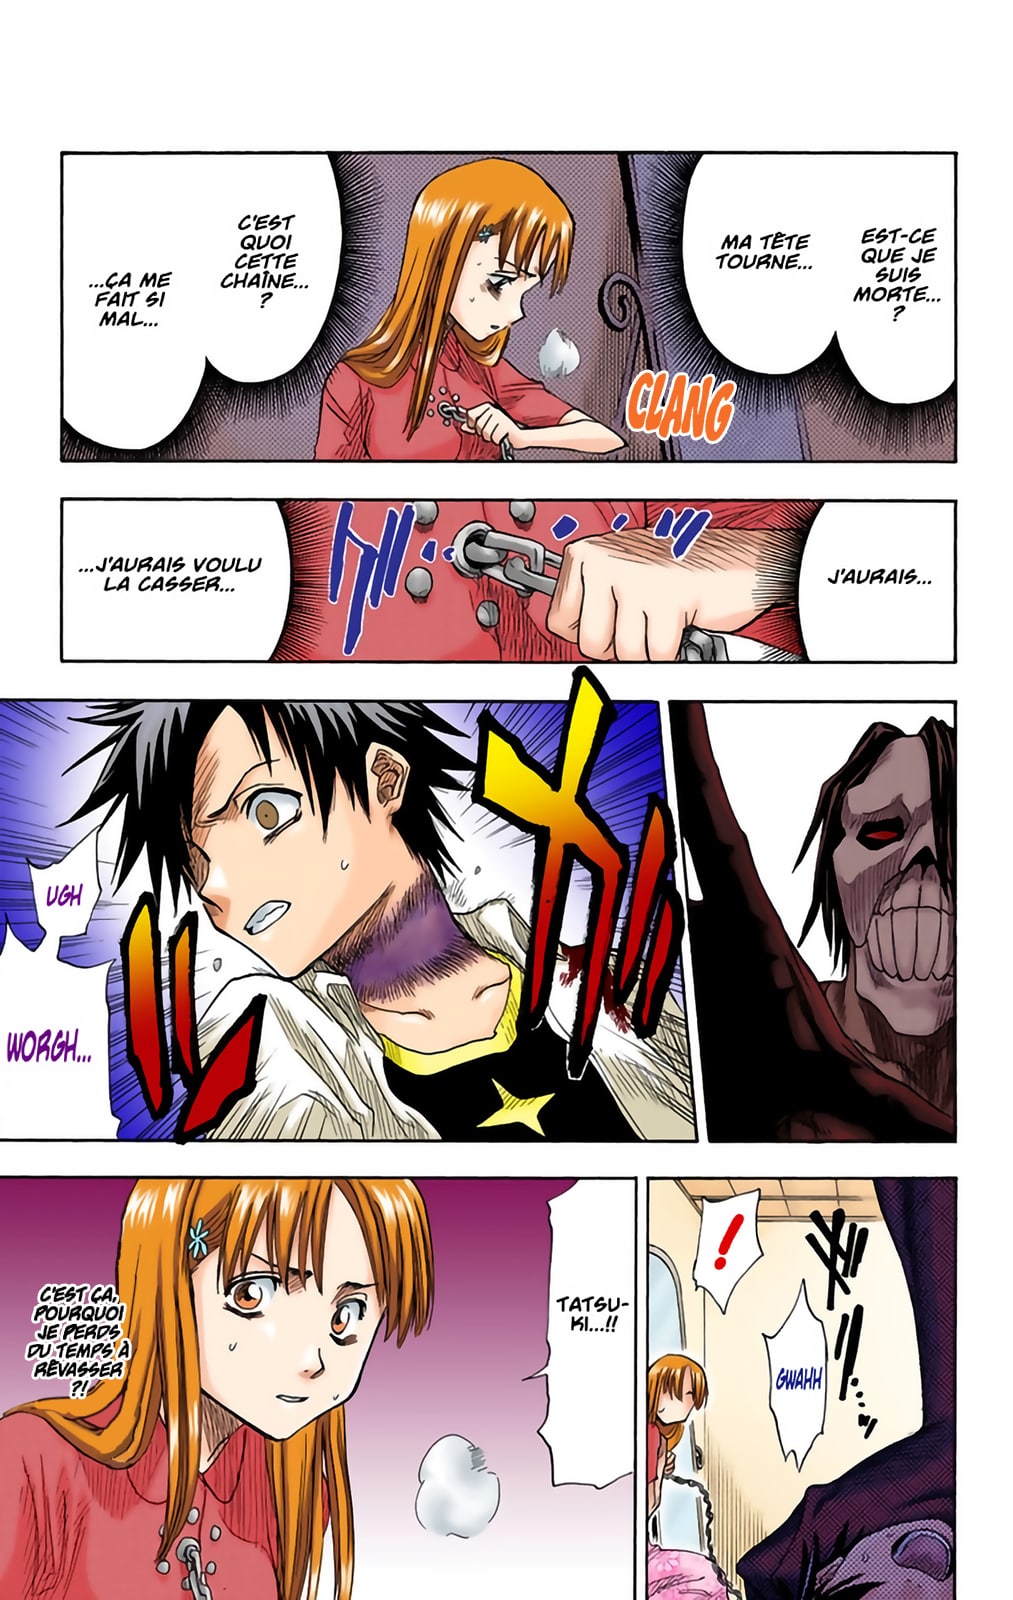 EST-CE
QUE JE
SUIS
MORTE...
?
MA TÊTE
TOURNE...
C'EST
QUOI
CETTE
CHAÎNE...
?
...ÇA ME
FAIT SI
MAL...
CLANG
J'AURAIS...
...J'AURAIS VOULU
LA CASSER...
UGH
WORGH...
!
GWAHH
TATSU-
KI...!!
C'EST ÇA,
POURQUOI
JE PERDS
DU TEMPS À
RÊVASSER
?!